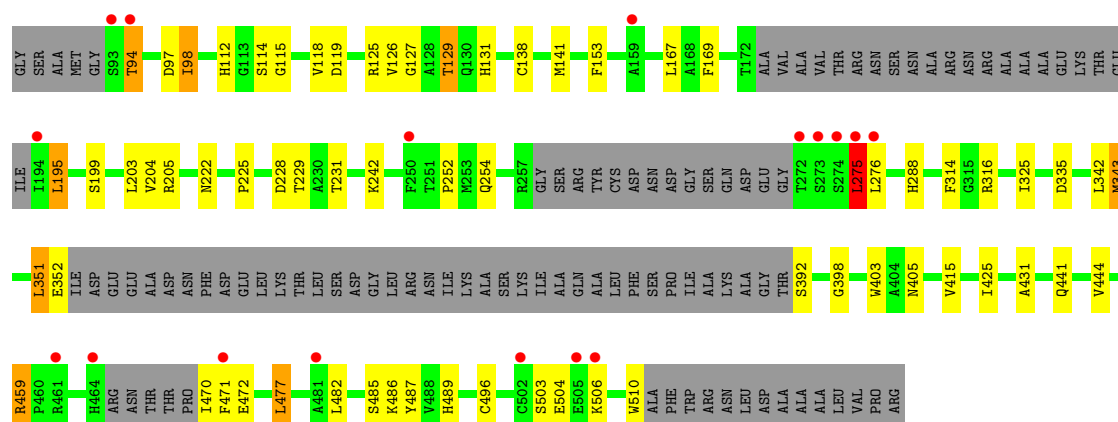 GLY SER ALA MET GLY S93 T94 D97 I98 H112 G113 S114 G115 V118 D119 R125 V126 G127 A128 T129 Q130 H131 C138 M141 F153 A159 L167 A168 F169 T172 ALA VAL ALA VAL THR ARG ASN SER ASN ALA ARG ASN ARG ALA ALA ALA GLU LYS THR GLU
ILE I194 L195 S199 L203 V204 R205 N222 P225 D228 T229 A230 T231 K242 F250 T251 P252 M253 Q254 R257 GLY SER ARG TYR CYS ASP ASN ASP GLY SER GLN ASP GLU GLY T272 S273 S274 L275 L276 H288 F314 G315 R316 I325 D335 L342 M343
L351 E352 ILE ASP GLU GLU ALA ASP ASN PHE ASP GLU LEU LYS THR LEU SER ASP GLY LEU ARG ASN ILE LYS ALA SER LYS ILE ALA GLN ALA LEU PHE SER PRO ILE ALA LYS ALA GLY THR S392 G398 W403 A404 N405 V415 I425 A431 Q441 V444
R459 P460 R461 H464 ARG ASN THR THR PRO I470 F471 E472 L477 A481 L482 S485 K486 Y487 V488 H489 C496 C502 S503 E504 E505 K506 W510 ALA PHE TRP ARG ASN LEU ASP ALA ALA ALA LEU VAL PRO ARG